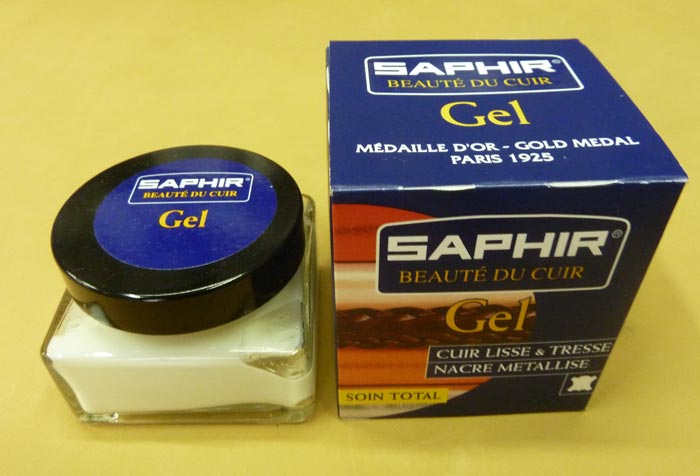 SAPHIR®
BEAUTÉ DU CUIR
Gel
MÉDAILLE D'OR - GOLD MEDAL
PARIS 1925
SAPHIR
BEAUTÉ DU CUIR
Gel
SAPHIR®
BEAUTÉ DU CUIR
Gel
CUIR LISSE & TRESSE
NACRE METALLISE
SOIN TOTAL